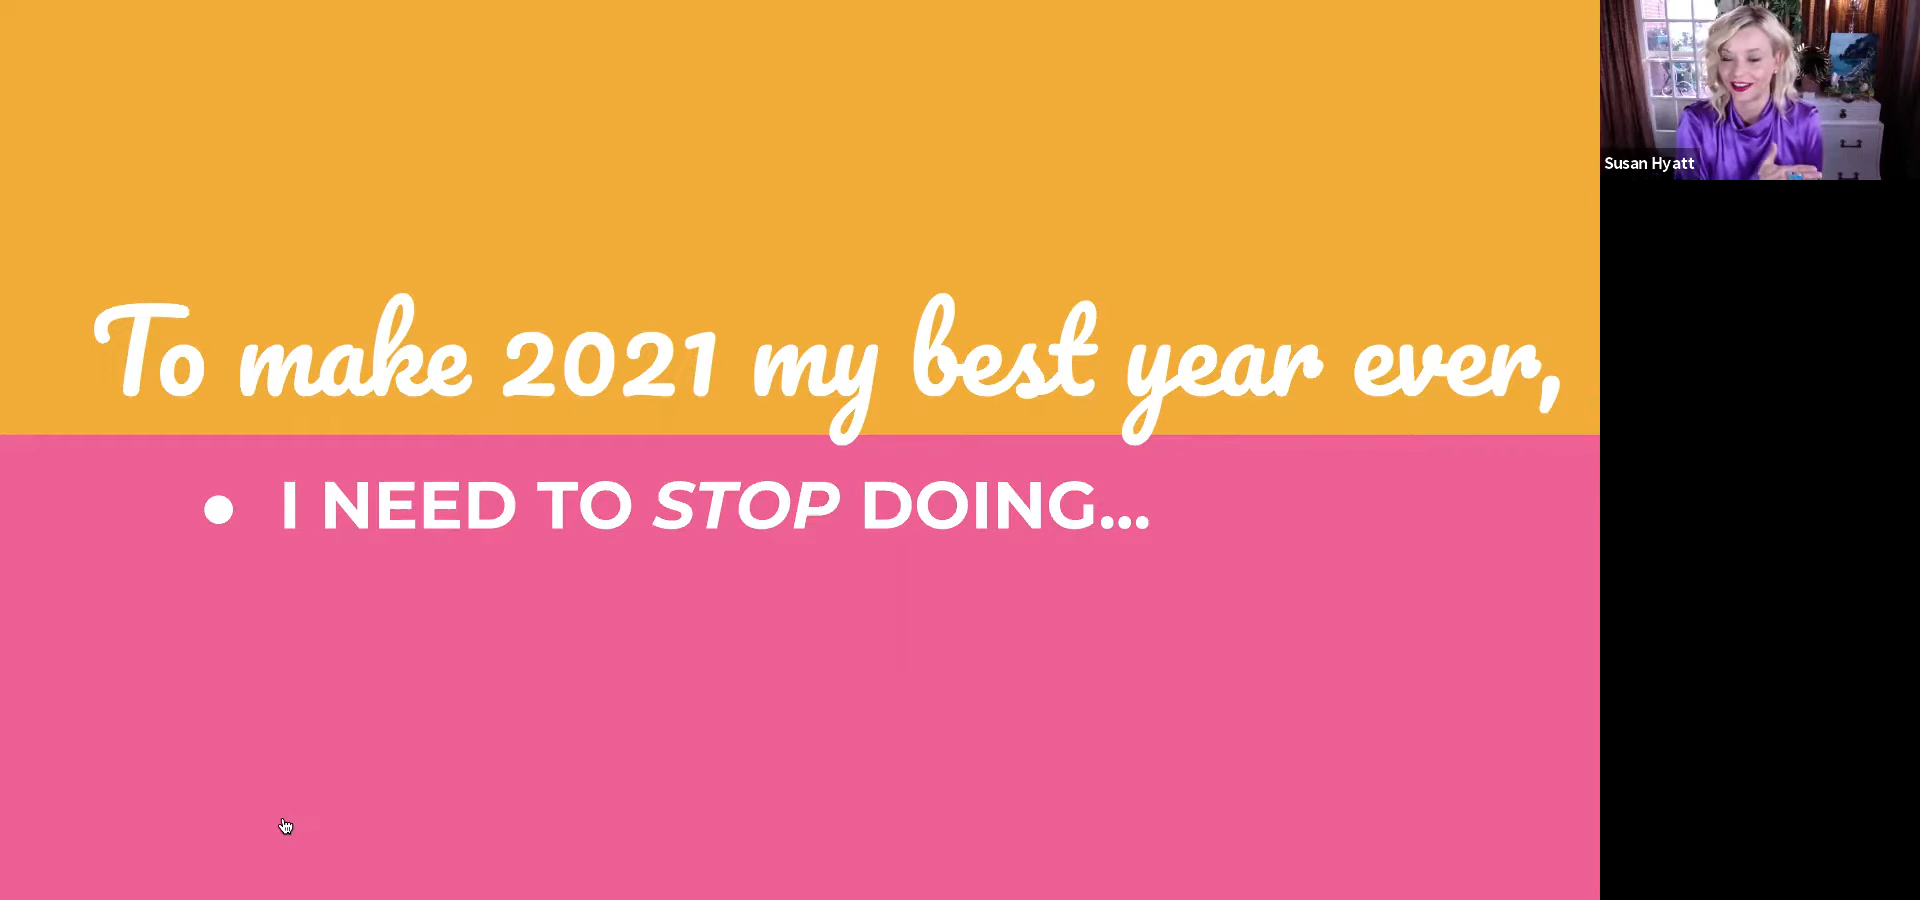 To make 2021 my best year ever,
● I NEED TO STOP DOING...
Susan Hyatt